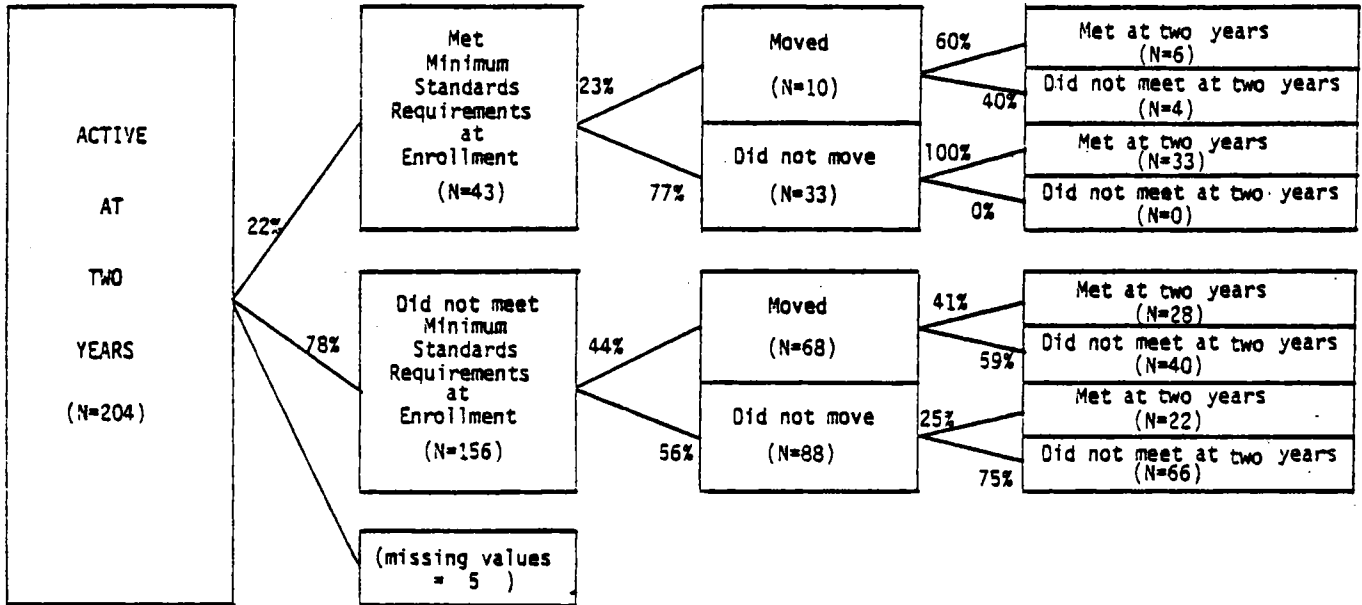 ACTIVE
AT
TWO
YEARS
(N=204)
22%
78%
Met
Minimum
Standards
Requirements
at
Enrollment
(N=43)
23%
77%
Moved
(N=10)
60%
40%
Met at two years
(N=6)
Did not meet at two years
(N=4)
Did not move
(N=33)
100%
0%
Met at two years
(N=33)
Did not meet at two years
(N=0)
Did not meet
Minimum
Standards
Requirements
at
Enrollment
(N=156)
44%
56%
Moved
(N=68)
41%
59%
Met at two years
(N=28)
Did not meet at two years
(N=40)
Did not move
(N=88)
25%
75%
Met at two years
(N=22)
Did not meet at two years
(N=66)
(missing values
= 5 )